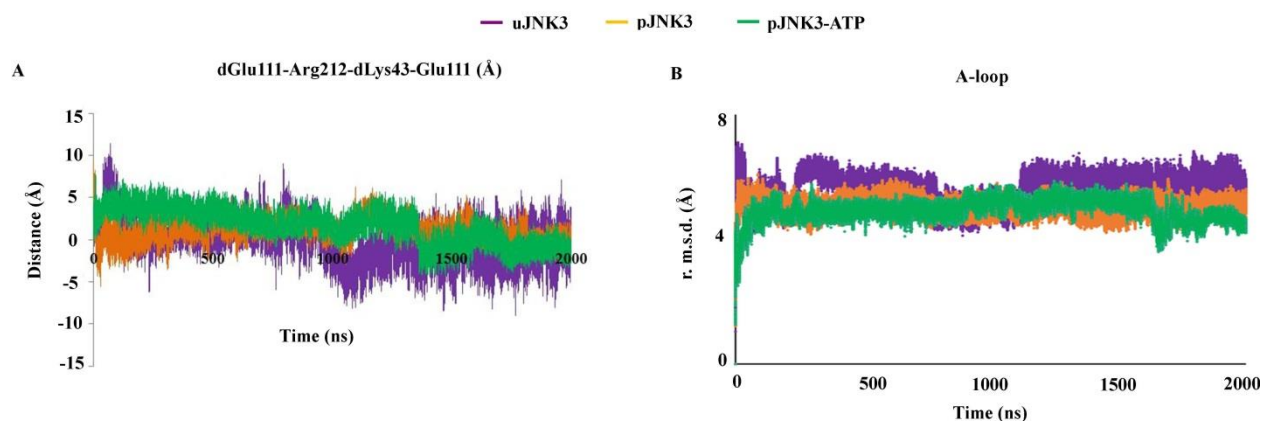 uJNK3 pJNK3 pJNK3-ATP
A
dGlu111-Arg212-dLys43-Glu111 (Å)
15
10
5
0
-5
-10
-15
Distance (Å)
0 500 1000 1500 2000
Time (ns)
B
A-loop
8
4
0
r. m.s.d. (Å)
0 500 1000 1500 2000
Time (ns)